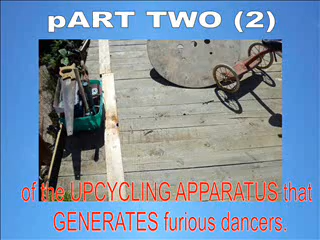 pART TWO (2)
of the UPCYCLING APPARATUS that
GENERATES furious dancers.